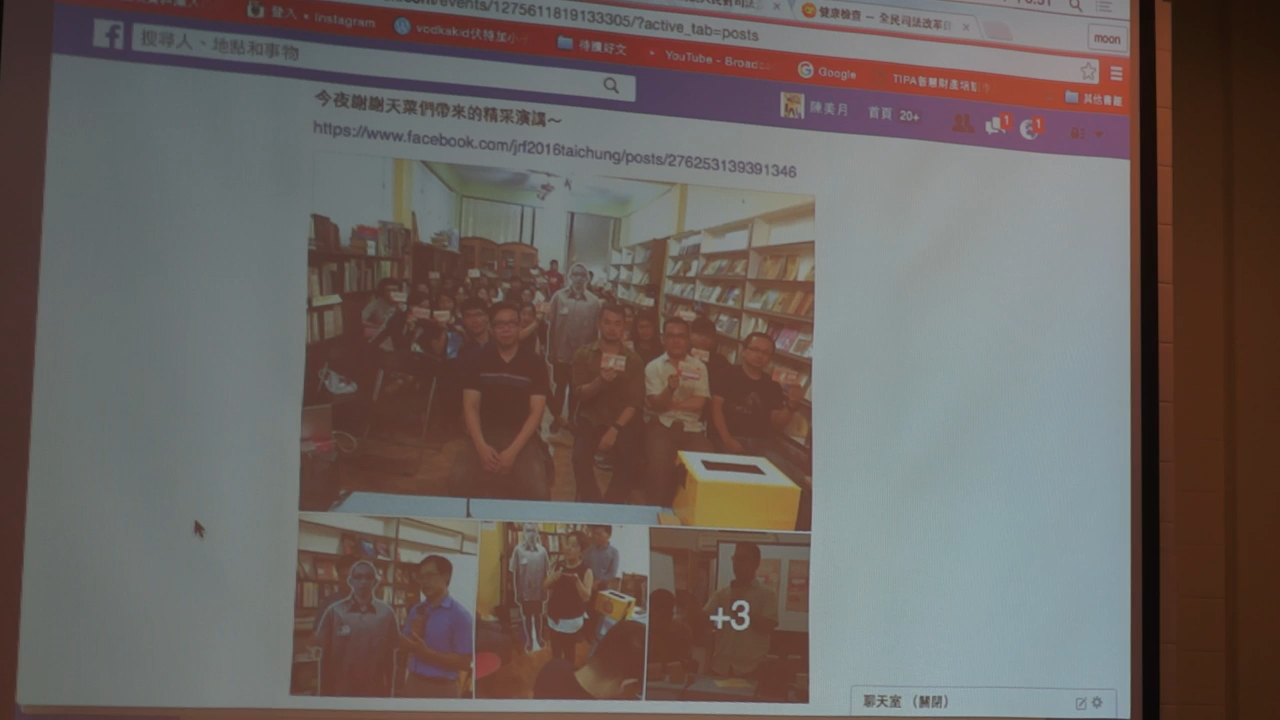 /events/1275611819133305/?active_tab=posts
健康檢查 – 全民司法改革
moon
登入 • Instagram
vodkakid伏特加小
待讀好文
YouTube - Broadc
Google
TIPA智慧財產培
其他書籤
搜尋人、地點和事物
陳美月
首頁 20+
1
1
今夜謝謝天菜們帶來的精采演講～
https://www.facebook.com/jrf2016taichung/posts/276253139391346
+3
聊天室 (關閉)